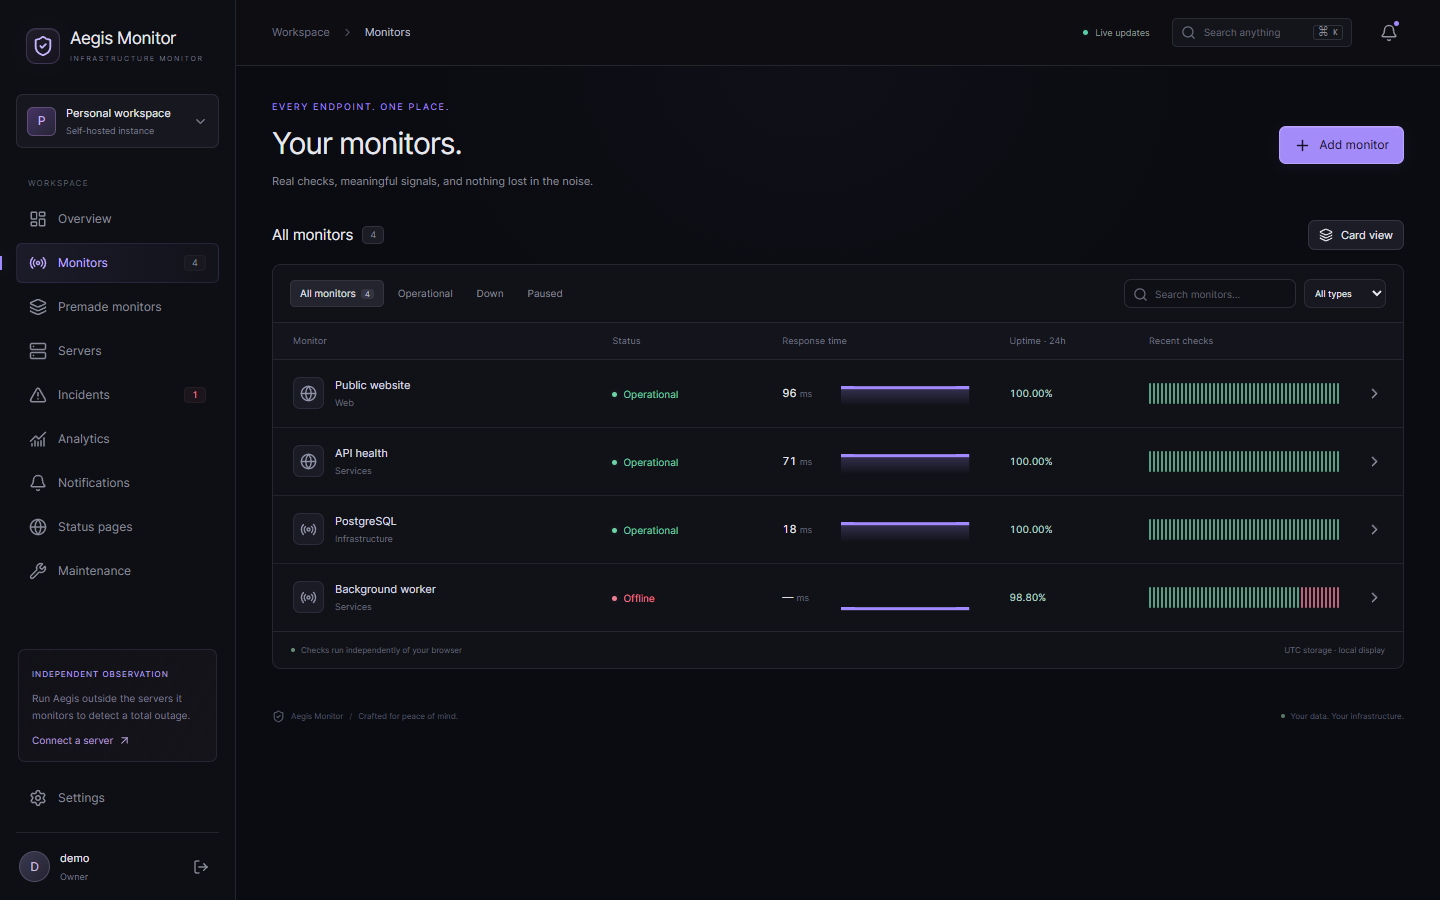 Aegis Monitor
INFRASTRUCTURE MONITOR
P
Personal workspace
Self-hosted instance
WORKSPACE
Overview
Monitors 4
Premade monitors
Servers
Incidents 1
Analytics
Notifications
Status pages
Maintenance
INDEPENDENT OBSERVATION
Run Aegis outside the servers it
monitors to detect a total outage.
Connect a server
Settings
D
demo
Owner
Workspace Monitors
Live updates
Search anything ⌘ K
EVERY ENDPOINT. ONE PLACE.
Your monitors.
Real checks, meaningful signals, and nothing lost in the noise.
Add monitor
All monitors 4
Card view
All monitors 4 Operational Down Paused
Search monitors...
All types
Monitor Status Response time Uptime · 24h Recent checks
Public website
Web
Operational 96 ms 100.00%
API health
Services
Operational 71 ms 100.00%
PostgreSQL
Infrastructure
Operational 18 ms 100.00%
Background worker
Services
Offline — ms 98.80%
Checks run independently of your browser
UTC storage · local display
Aegis Monitor / Crafted for peace of mind.
Your data. Your infrastructure.